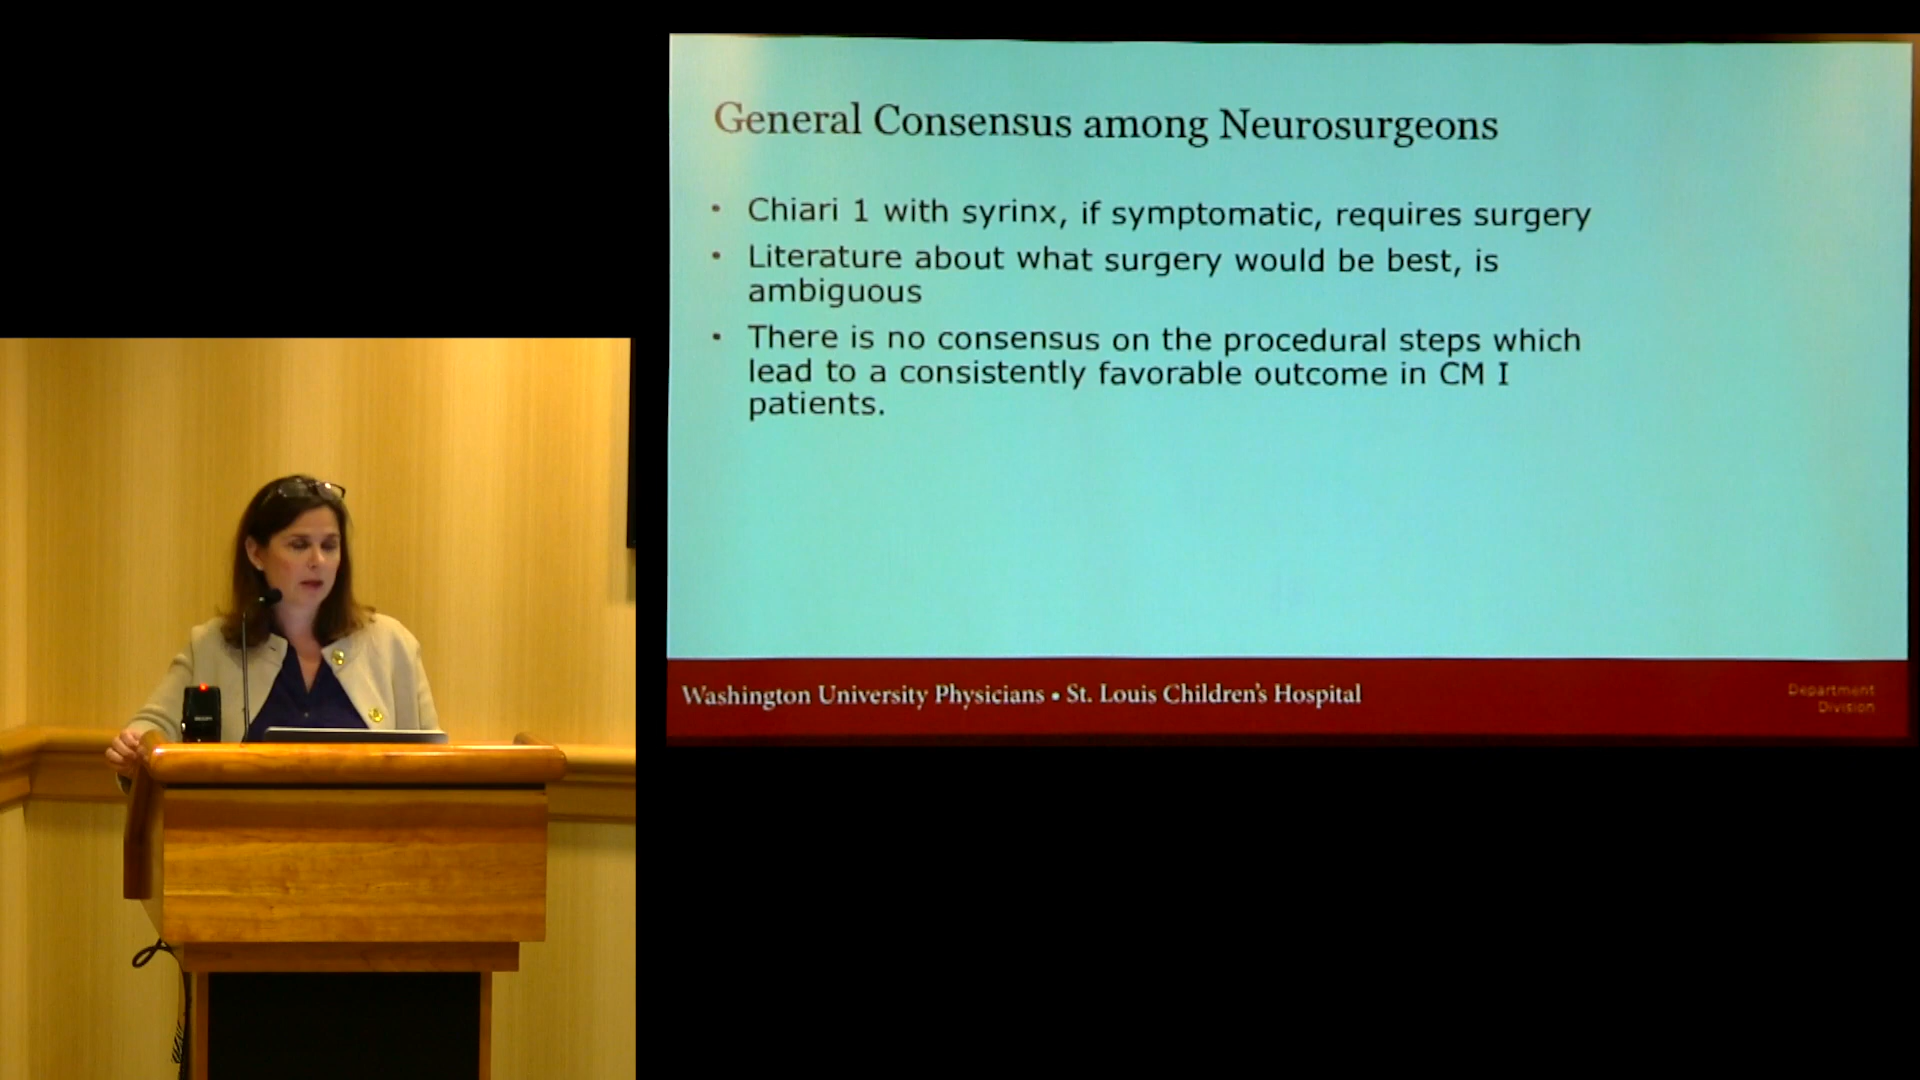 General Consensus among Neurosurgeons
• Chiari 1 with syrinx, if symptomatic, requires surgery
• Literature about what surgery would be best, is
ambiguous
• There is no consensus on the procedural steps which
lead to a consistently favorable outcome in CM I
patients.
Washington University Physicians • St. Louis Children's Hospital
Department
Division